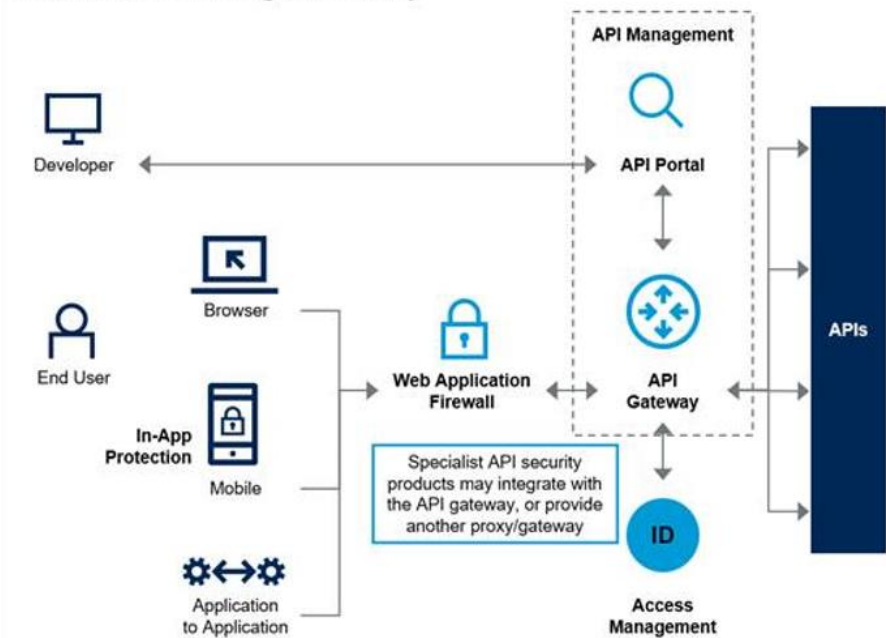 API Management
Developer
API Portal
Browser
End User
Web Application
Firewall
API
Gateway
APIs
In-App
Protection
Mobile
Specialist API security
products may integrate with
the API gateway, or provide
another proxy/gateway
ID
Application
to Application
Access
Management